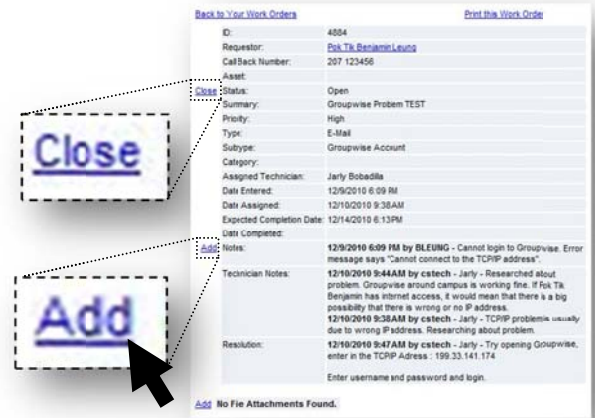 Back to Your Work Orders Print this Work Orde
ID: 4884
Requestor: Pok Tik Benjamin Leung
CallBack Number: 207 123456
Asset:
Close Status: Open
Summary: Groupwise Probem TEST
Priority: High
Type: E-Mail
Subype: Groupwise Account
Category:
Assigned Technician: Jarly Bobadilla
Date Entered: 12/9/2010 6:09 PM
Date Assigned: 12/10/2010 9:38AM
Expected Completion Date: 12/14/2010 6:13PM
Date Completed:
Add Notes: 12/9/2010 6:09 PM by BLEUNG - Cannot login to Groupwise. Error
message says "Cannot connect to the TCP/IP address".
Technician Notes: 12/10/2010 9:44AM by cstech - Jarly - Researched about
problem. Groupwise around campus is working fine. If Pok Tik
Benjamin has internet access, it would mean that there is a big
possibility that there is wrong or no IP address.
12/10/2010 9:38AM by cstech - Jarly - TCP/IP problem is usually
due to wrong IP address. Researching about problem.
Resolution: 12/10/2010 9:47AM by cstech - Jarly - Try opening Groupwise,
enter in the TCPIP Adress : 199.33.141.174
Enter username and password and login.
Add No Fie Attachments Found.
Close
Add